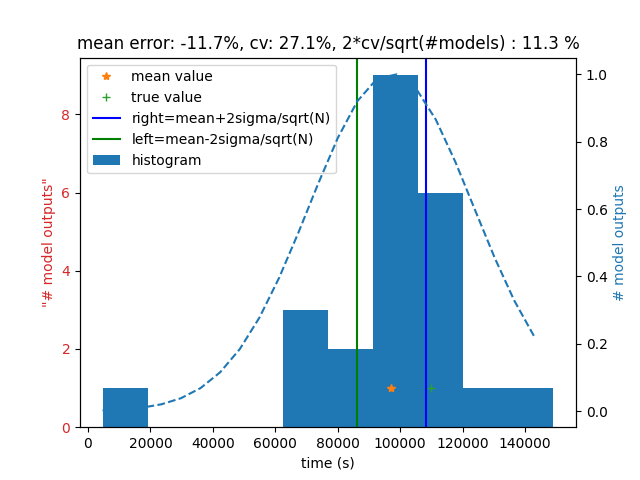 mean error: -11.7%, cv: 27.1%, 2*cv/sqrt(#models) : 11.3 %
mean value
true value
right=mean+2sigma/sqrt(N)
left=mean-2sigma/sqrt(N)
histogram
"# model outputs"
0
2
4
6
8
0.0
0.2
0.4
0.6
0.8
1.0
# model outputs
0
20000
40000
60000
80000
100000
120000
140000
time (s)